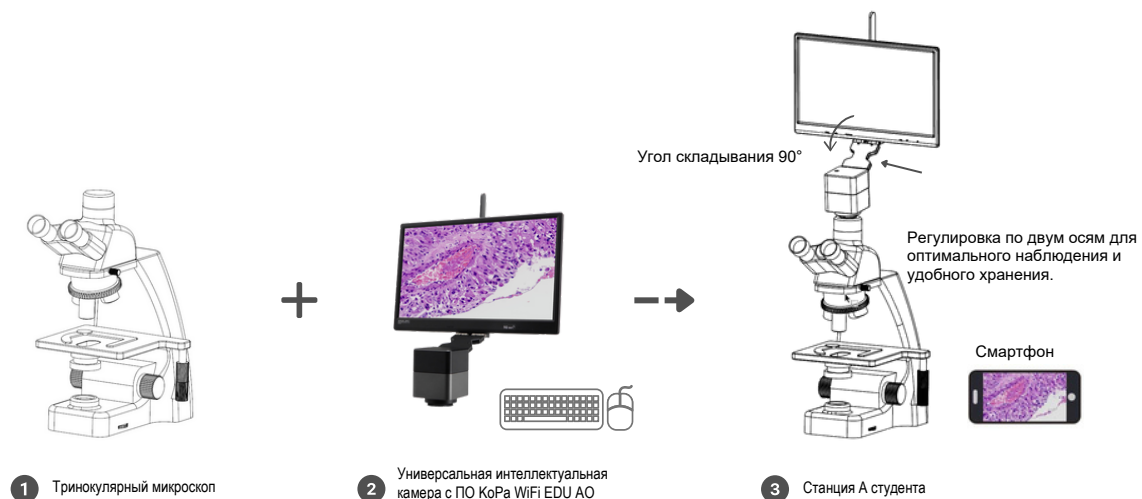 Угол складывания 90°
Регулировка по двум осям для
оптимального наблюдения и
удобного хранения.
Смартфон
1 Тринокулярный микроскоп
2 Универсальная интеллектуальная
камера с ПО KoPa WiFi EDU АО
3 Станция А студента